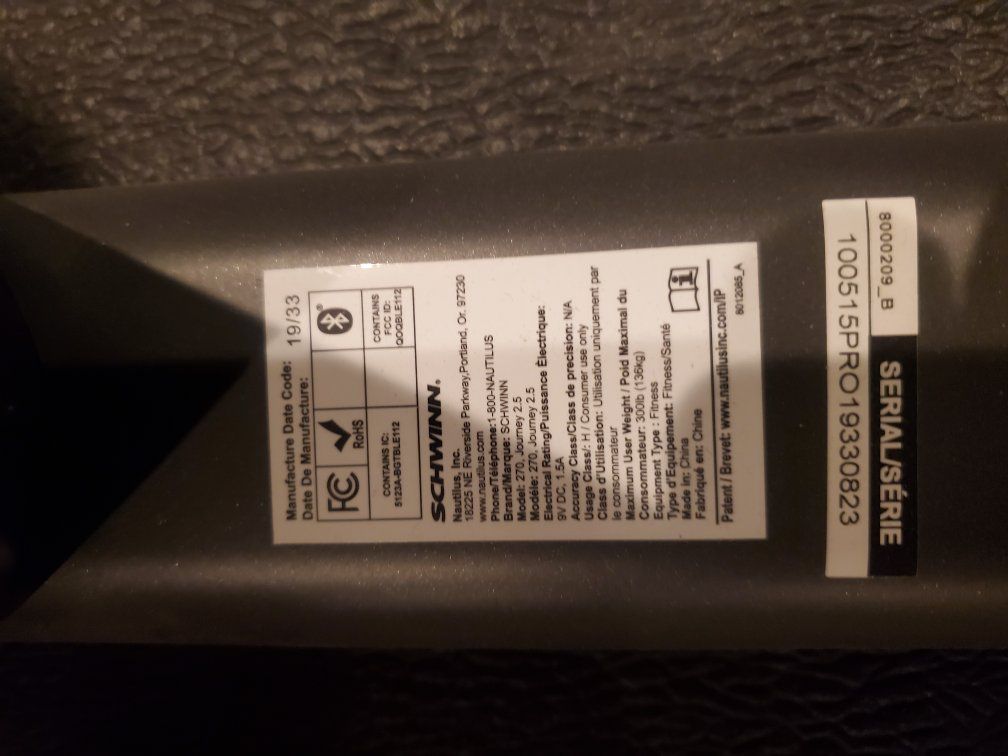 Manufacture Date Code: 19/33
Date De Manufacture:
FC
RoHS
CONTAINS IC:
5123A-BGTBLE112
CONTAINS
FCC ID:
QOQBLE112
SCHWINN®
Nautilus, Inc.
18225 NE Riverside Parkway,Portland, Or. 97230
www.nautilus.com
Phone/Téléphone:1-800-NAUTILUS
Brand/Marque: SCHWINN
Model: 270, Journey 2.5
Modèle: 270, Journey 2.5
Electrical Rating/Puissance Électrique:
9V DC, 1.5A
Accuracy Class/Class de precision: N/A
Usage Class/: H / Consumer use only
Class d'Utilisation: Utilisation uniquement par
le consommateur
Maximum User Weight / Poid Maximal du
Consommateur: 300lb (136kg)
Equipment Type : Fitness
Type d'Equipement: Fitness/Santé
Made In: China
Fabriqué en: Chine
Patent / Brevet: www.nautilusinc.com/IP
8012085_A
100515PRO19330823
SERIAL/SÉRIE
8000209_B